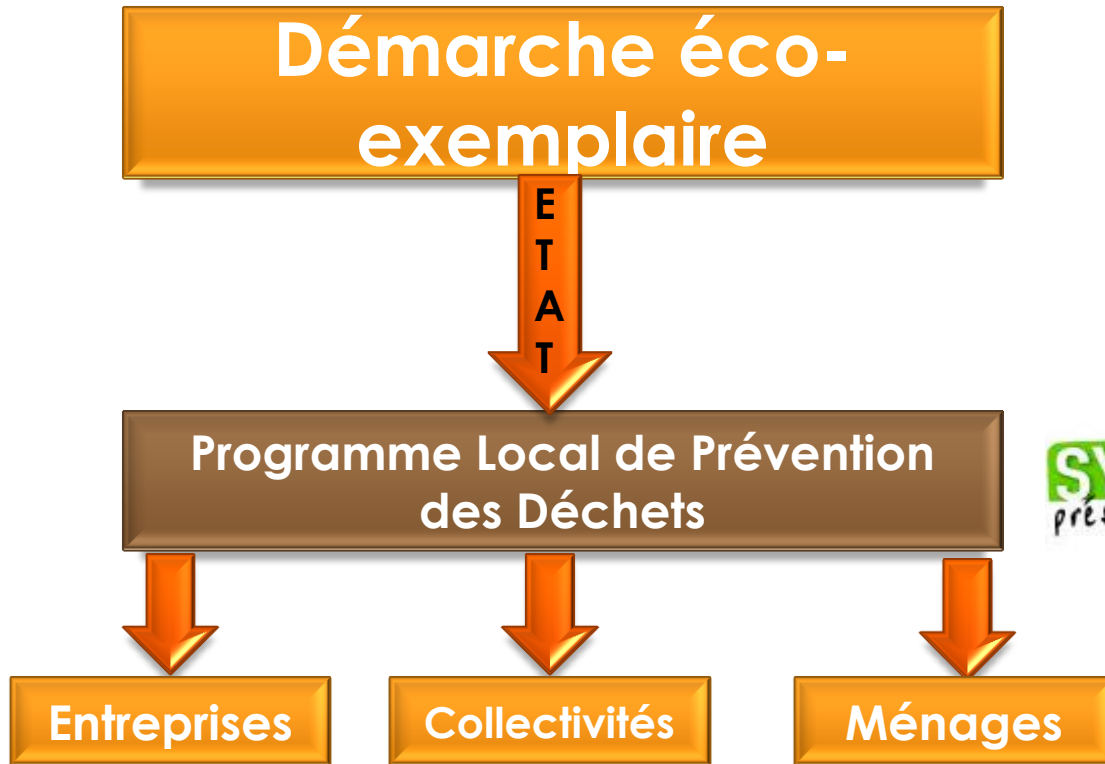 Démarche éco-
exemplaire
E
T
A
T
Programme Local de Prévention
des Déchets
Entreprises
Collectivités
Ménages